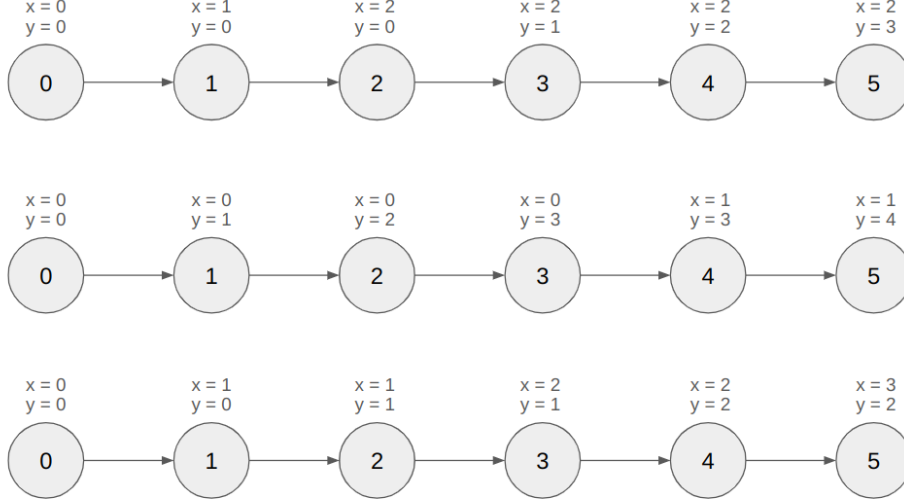 x = 0 x = 1 x = 2 x = 2 x = 2 x = 2
y = 0 y = 0 y = 0 y = 1 y = 2 y = 3
0 1 2 3 4 5
x = 0 x = 0 x = 0 x = 0 x = 1 x = 1
y = 0 y = 1 y = 2 y = 3 y = 3 y = 4
0 1 2 3 4 5
x = 0 x = 1 x = 1 x = 2 x = 2 x = 3
y = 0 y = 0 y = 1 y = 1 y = 2 y = 2
0 1 2 3 4 5